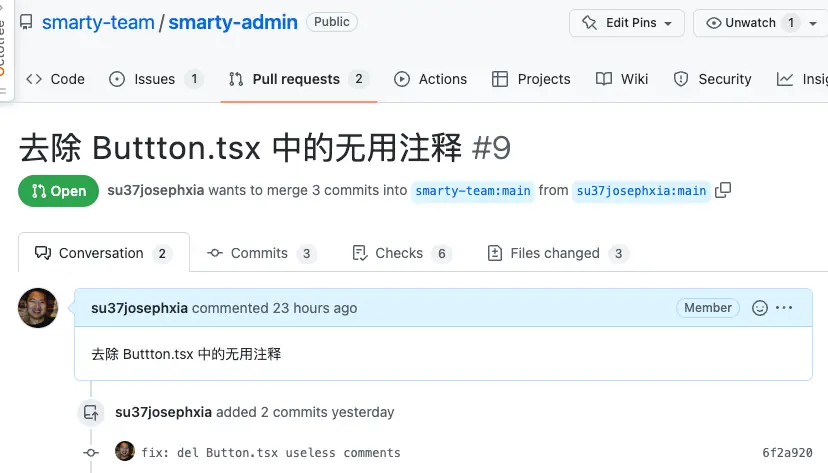 smarty-team / smarty-admin Public Edit Pins Unwatch 1
Code Issues 1 Pull requests 2 Actions Projects Wiki Security Insig
去除 Buttton.tsx 中的无用注释 #9
Open su37josephxia wants to merge 3 commits into smarty-team:main from su37josephxia:main
Conversation 2 Commits 3 Checks 6 Files changed 3
su37josephxia commented 23 hours ago Member
去除 Buttton.tsx 中的无用注释
su37josephxia added 2 commits yesterday
fix: del Button.tsx useless comments 6f2a920